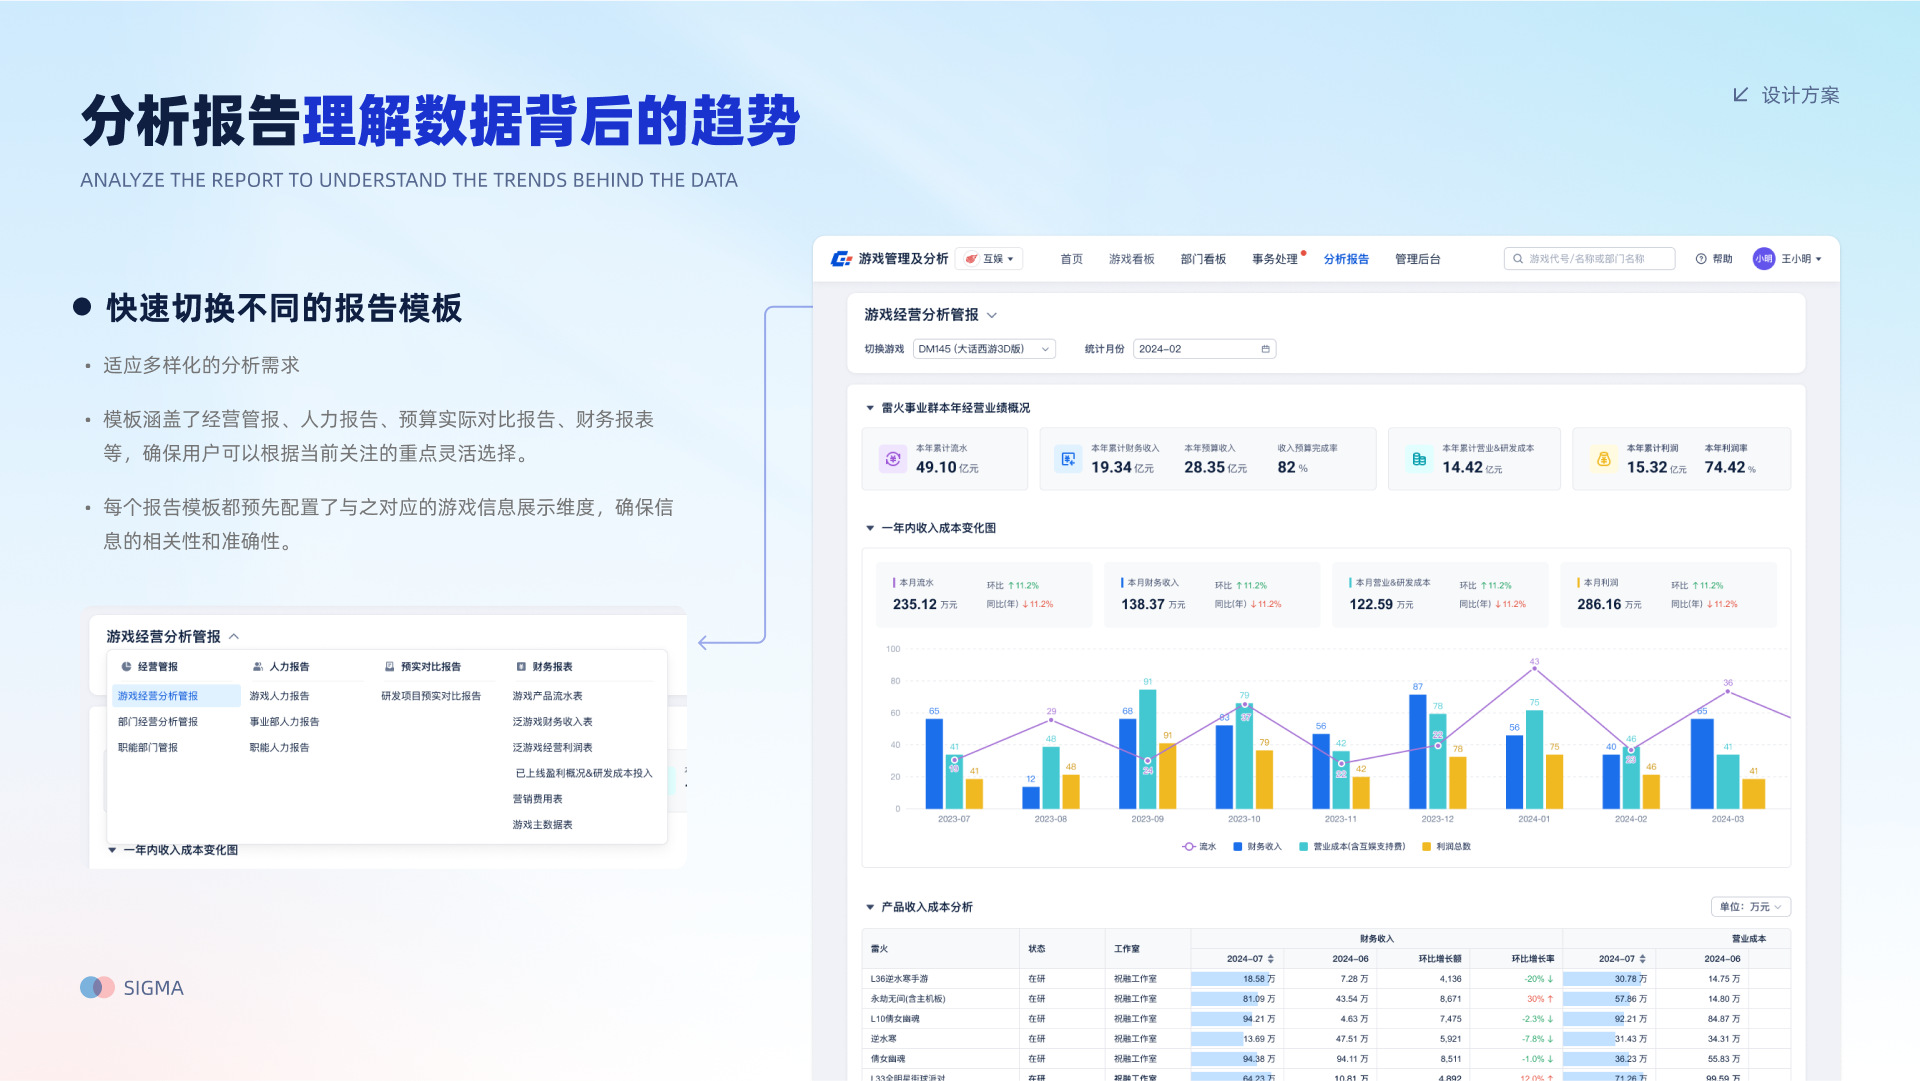 分析报告理解数据背后的趋势
ANALYZE THE REPORT TO UNDERSTAND THE TRENDS BEHIND THE DATA
设计方案
快速切换不同的报告模板
适应多样化的分析需求
模板涵盖了经营管报、人力报告、预算实际对比报告、财务报表
等，确保用户可以根据当前关注的重点灵活选择。
每个报告模板都预先配置了与之对应的游戏信息展示维度，确保信
息的相关性和准确性。
游戏经营分析管报
经营管报 人力报告 预实对比报告 财务报表
游戏经营分析管报 游戏人力报告 研发项目预实对比报告 游戏产品流水表
部门经营分析管报 事业部人力报告 泛游戏财务收入表
职能部门管报 职能人力报告 泛游戏经营利润表
已上线盈利概况&研发成本投入
营销费用表
游戏主数据表
一年内收入成本变化图
SIGMA
游戏管理及分析 互娱 首页 游戏看板 部门看板 事务处理 分析报告 管理后台 游戏代号/名称或部门名称 帮助 小明 王小明
游戏经营分析管报
切换游戏 DM145 (大话西游3D版) 统计月份 2024-02
雷火事业群本年经营业绩概况
本年累计流水 本年累计财务收入 本年预算收入 收入预算完成率 本年累计营业&研发成本 本年累计利润 本年利润率
49.10 亿元 19.34 亿元 28.35 亿元 82 % 14.42 亿元 15.32 亿元 74.42 %
一年内收入成本变化图
本月流水 环比 ↑11.2% 本月财务收入 环比 ↑11.2% 本月营业&研发成本 环比 ↑11.2% 本月利润 环比 ↑11.2%
235.12 万元 同比(年) ↓11.2% 138.37 万元 同比(年) ↓11.2% 122.59 万元 同比(年) ↓11.2% 286.16 万元 同比(年) ↓11.2%
100
80
60
40
20
0
65 41 19 41
12 48 29 48
68 91 24 91
93 79 37 79
56 42 22 42
87 78 22 78
56 75 43 75
40 46 23 46
65 41 36 41
2023-07 2023-08 2023-09 2023-10 2023-11 2023-12 2024-01 2024-02 2024-03
流水 财务收入 营业成本(含互娱支持费) 利润总数
产品收入成本分析 单位：万元
雷火 状态 工作室 财务收入 营业成本
2024-07 2024-06 环比增长额 环比增长率 2024-07 2024-06
L36逆水寒手游 在研 祝融工作室 18.58 万 7.28 万 4,136 -20% ↓ 30.78 万 14.75 万
永劫无间(含主机板) 在研 祝融工作室 81.09 万 43.54 万 8,671 30% ↑ 57.86 万 14.80 万
L10倩女幽魂 在研 祝融工作室 94.21 万 4.63 万 7,475 -2.3% ↓ 92.21 万 84.87 万
逆水寒 在研 祝融工作室 13.69 万 47.51 万 5,921 -7.8% ↓ 31.43 万 34.31 万
倩女幽魂 在研 祝融工作室 94.38 万 94.11 万 8,511 -1.0% ↓ 36.23 万 55.83 万
L33全明星街球派对 在研 祝融工作室 64.23 万 10.81 万 4,892 12.0% ↑ 71.26 万 99.59 万